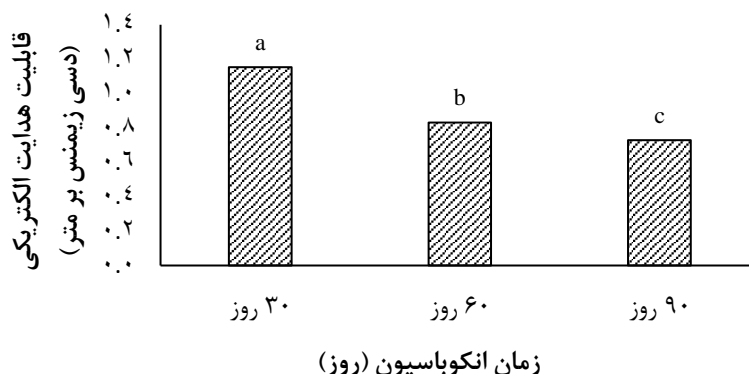 قابلیت هدایت الکتریکی
(دسی زیمنس بر متر)
۱.٤
۱.۲
۱.۰
۰.۸
۰.٦
۰.٤
۰.۲
۰.۰
a
b
c
۳۰ روز
۶۰ روز
۹۰ روز
زمان انکوباسیون (روز)